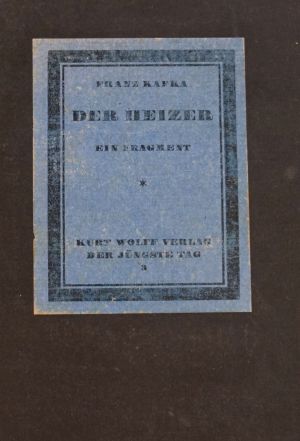 FRANZ KAFKA
DER HEIZER
EIN FRAGMENT
*
KURT WOLFF VERLAG
DER JÜNGSTE TAG
3